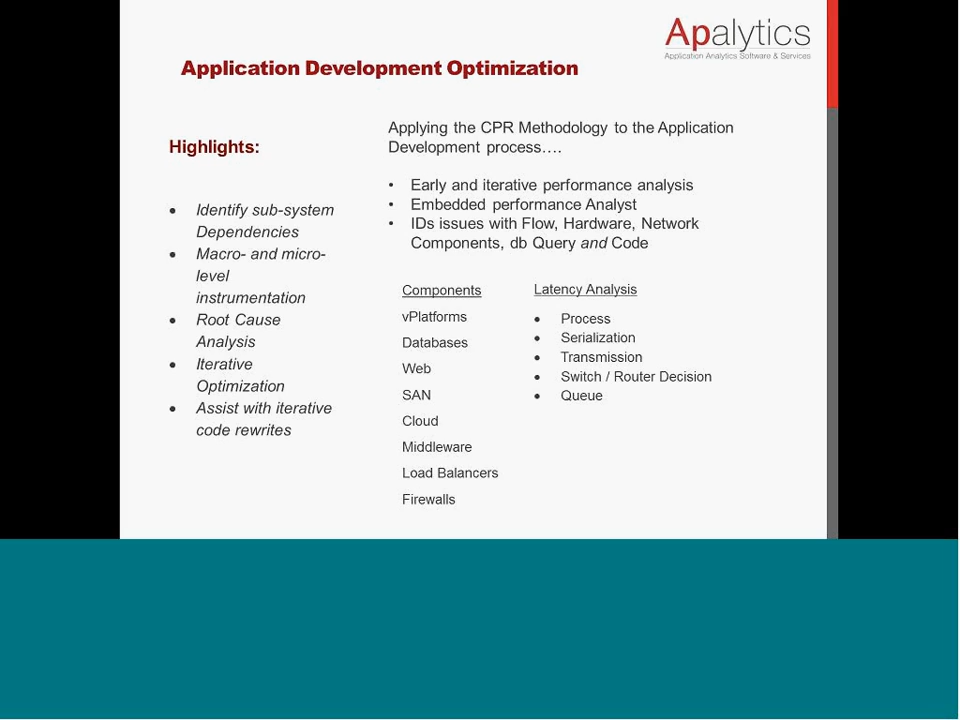 Apalytics
Application Analytics Software & Services
Application Development Optimization
Highlights:
• Identify sub-system
Dependencies
• Macro- and micro-
level
instrumentation
• Root Cause
Analysis
• Iterative
Optimization
• Assist with iterative
code rewrites
Applying the CPR Methodology to the Application
Development process….
• Early and iterative performance analysis
• Embedded performance Analyst
• IDs issues with Flow, Hardware, Network
Components, db Query and Code
Components
vPlatforms
Databases
Web
SAN
Cloud
Middleware
Load Balancers
Firewalls
Latency Analysis
• Process
• Serialization
• Transmission
• Switch / Router Decision
• Queue